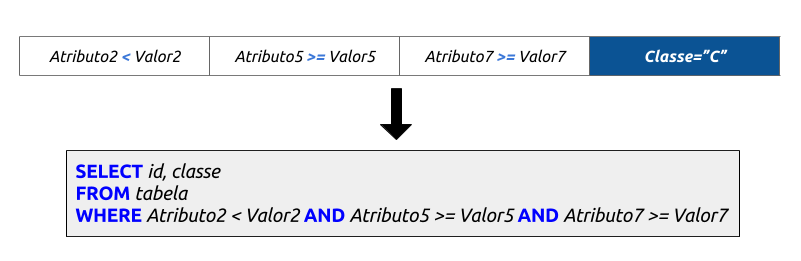 Atributo2 < Valor2 Atributo5 >= Valor5 Atributo7 >= Valor7 Classe=”C”
SELECT id, classe
FROM tabela
WHERE Atributo2 < Valor2 AND Atributo5 >= Valor5 AND Atributo7 >= Valor7